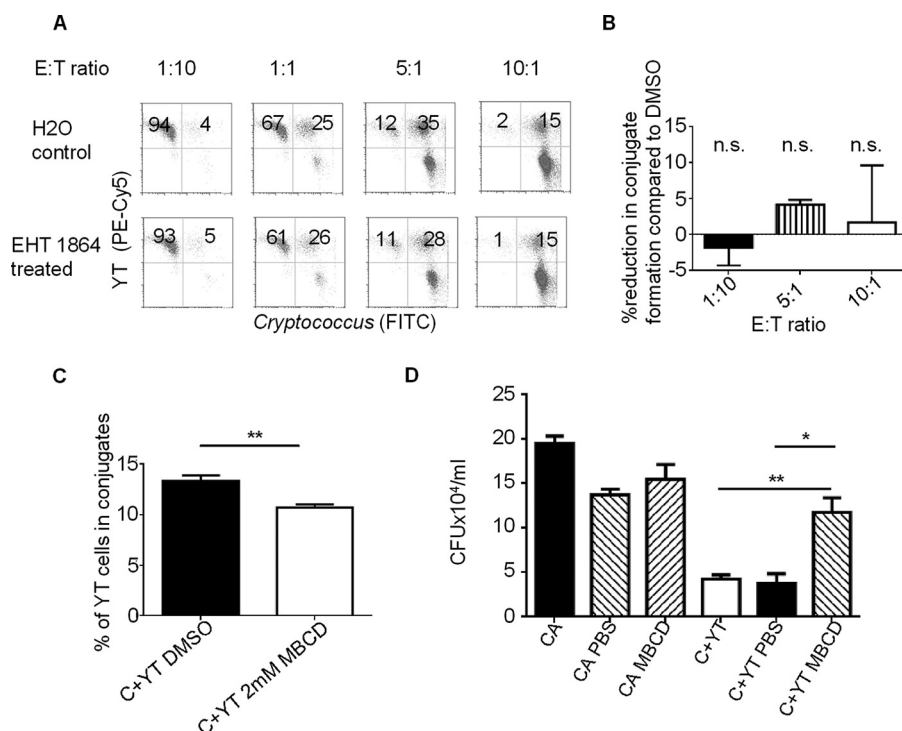 A
E:T ratio 1:10 1:1 5:1 10:1
H2O control
94 4 67 25 12 35 2 15
EHT 1864 treated
93 5 61 26 11 28 1 15
YT (PE-Cy5)
Cryptococcus (FITC)
B
%reduction in conjugate
formation compared to DMSO
15
10
5
0
-5
n.s. n.s. n.s.
1:10 5:1 10:1
E:T ratio
C
% of YT cells in conjugates
15
10
5
0
**
C+YT DMSO
C+YT 2mM MBCD
D
CFUx10⁴/ml
25
20
15
10
5
0
*
**
CA
CA PBS
CA MBCD
C+YT
C+YT PBS
C+YT MBCD